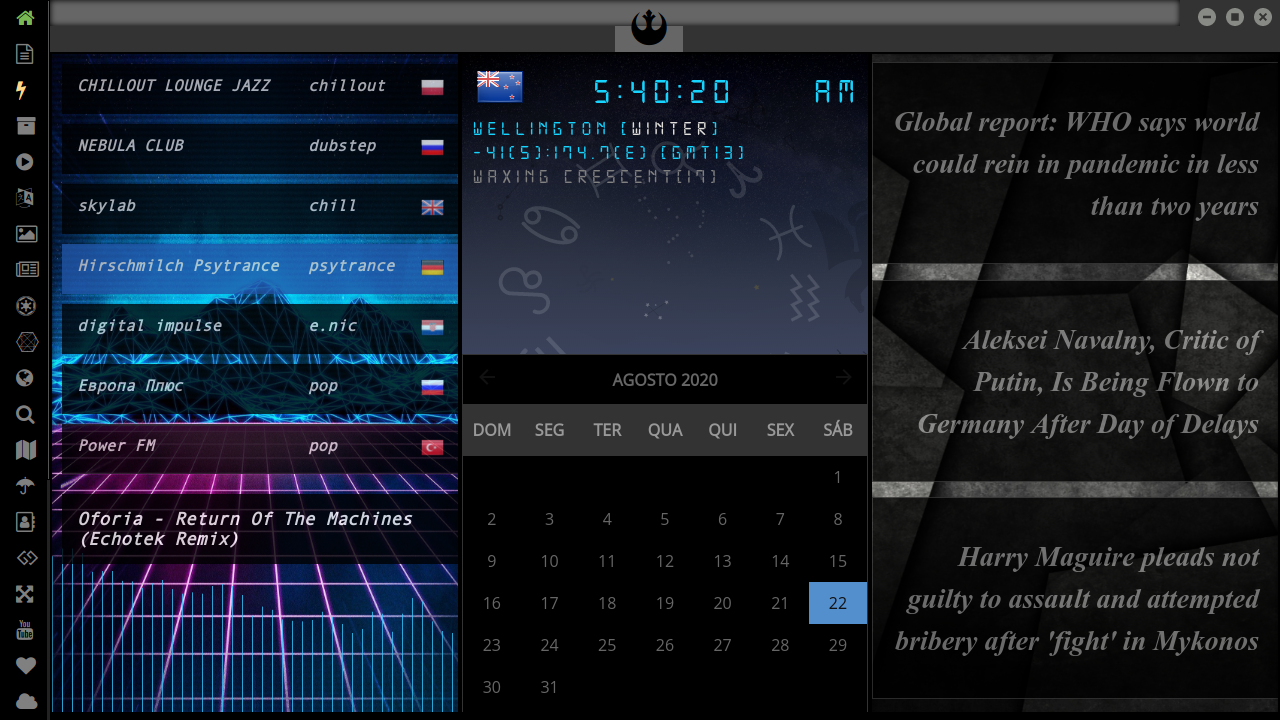 CHILLOUT LOUNGE JAZZ chillout
NEBULA CLUB dubstep
skylab chill
Hirschmilch Psytrance psytrance
digital impulse e.nic
Европа Плюс pop
Power FM pop
Oforia - Return Of The Machines
(Echotek Remix)
5:40:20 AM
WELLINGTON (WINTER)
-41(S):174.7(E) (GMT13)
WAXING CRESCENT(17)
AGOSTO 2020
DOM SEG TER QUA QUI SEX SÁB
1
2 3 4 5 6 7 8
9 10 11 12 13 14 15
16 17 18 19 20 21 22
23 24 25 26 27 28 29
30 31
Global report: WHO says world
could rein in pandemic in less
than two years
Aleksei Navalny, Critic of
Putin, Is Being Flown to
Germany After Day of Delays
Harry Maguire pleads not
guilty to assault and attempted
bribery after 'fight' in Mykonos
You
Tube